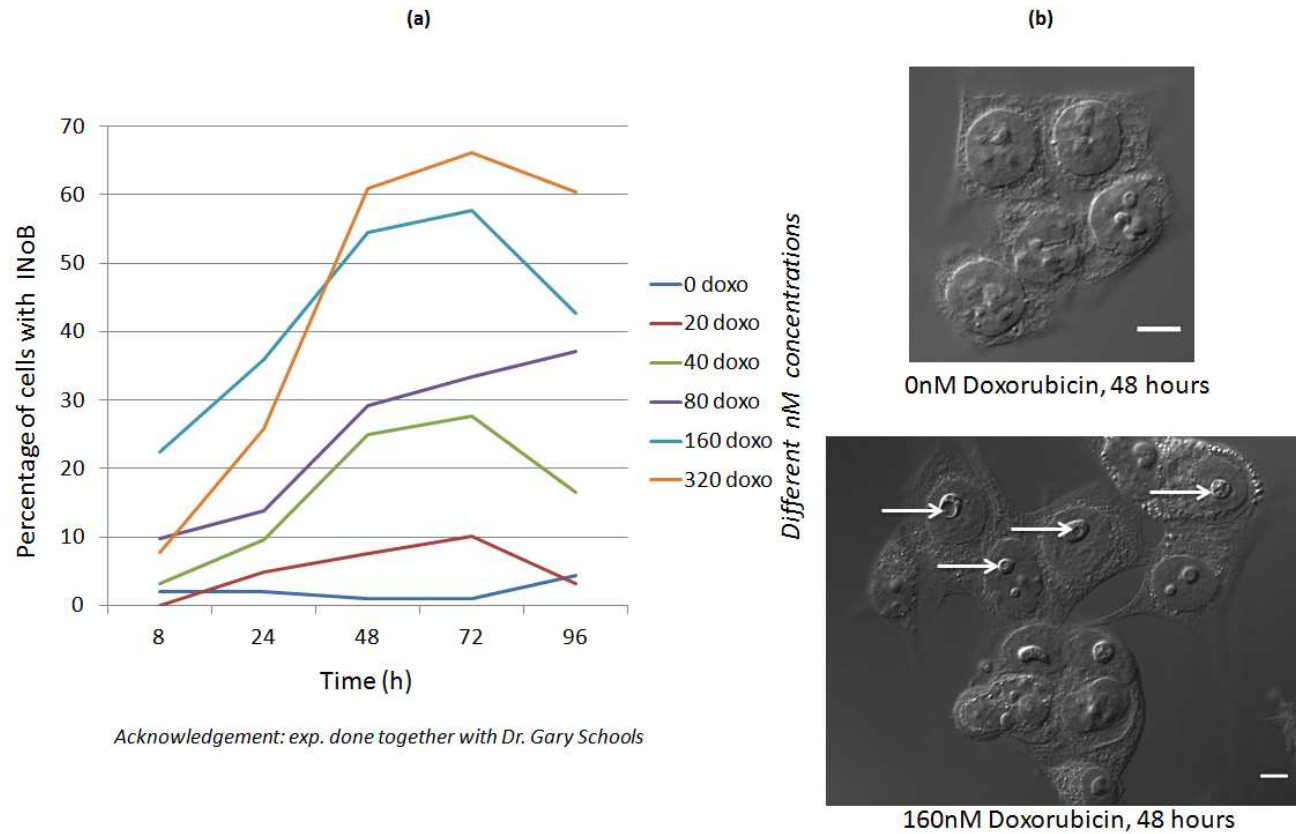 (a)
(b)
70
60
50
40
30
20
10
0
Percentage of cells with INoB
8 24 48 72 96
Time (h)
0 doxo
20 doxo
40 doxo
80 doxo
160 doxo
320 doxo
Different nM concentrations
Acknowledgement: exp. done together with Dr. Gary Schools
0nM Doxorubicin, 48 hours
160nM Doxorubicin, 48 hours